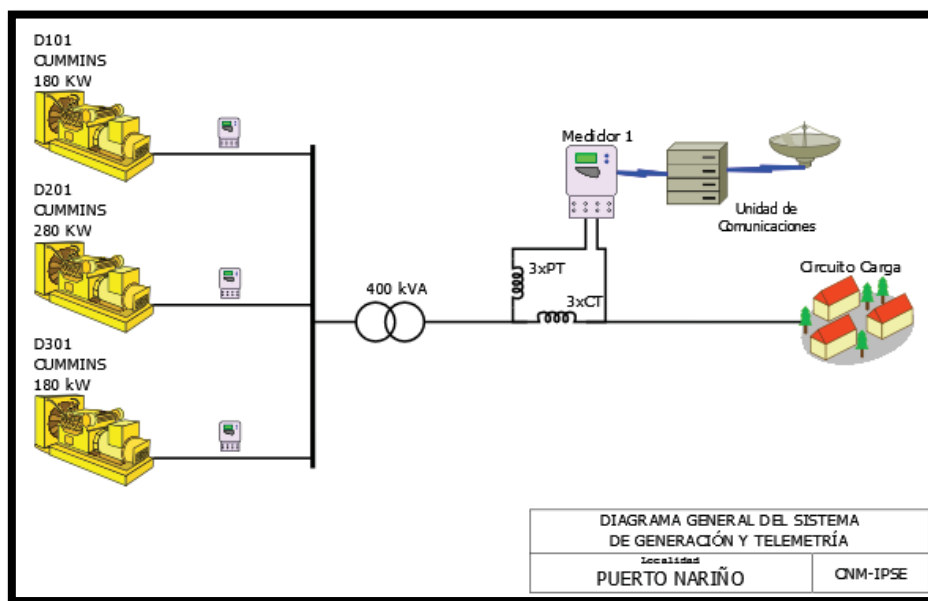 D101
CUMMINS
180 KW
D201
CUMMINS
280 KW
D301
CUMMINS
180 kW
400 kVA
Medidor 1
3xPT
3xCT
Unidad de
Comunicaciones
Circuito Carga
DIAGRAMA GENERAL DEL SISTEMA
DE GENERACIÓN Y TELEMETRÍA
Localidad
PUERTO NARIÑO
CNM-IPSE